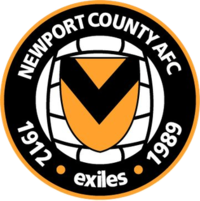 NEWPORT COUNTY AFC
1912 · exiles · 1989